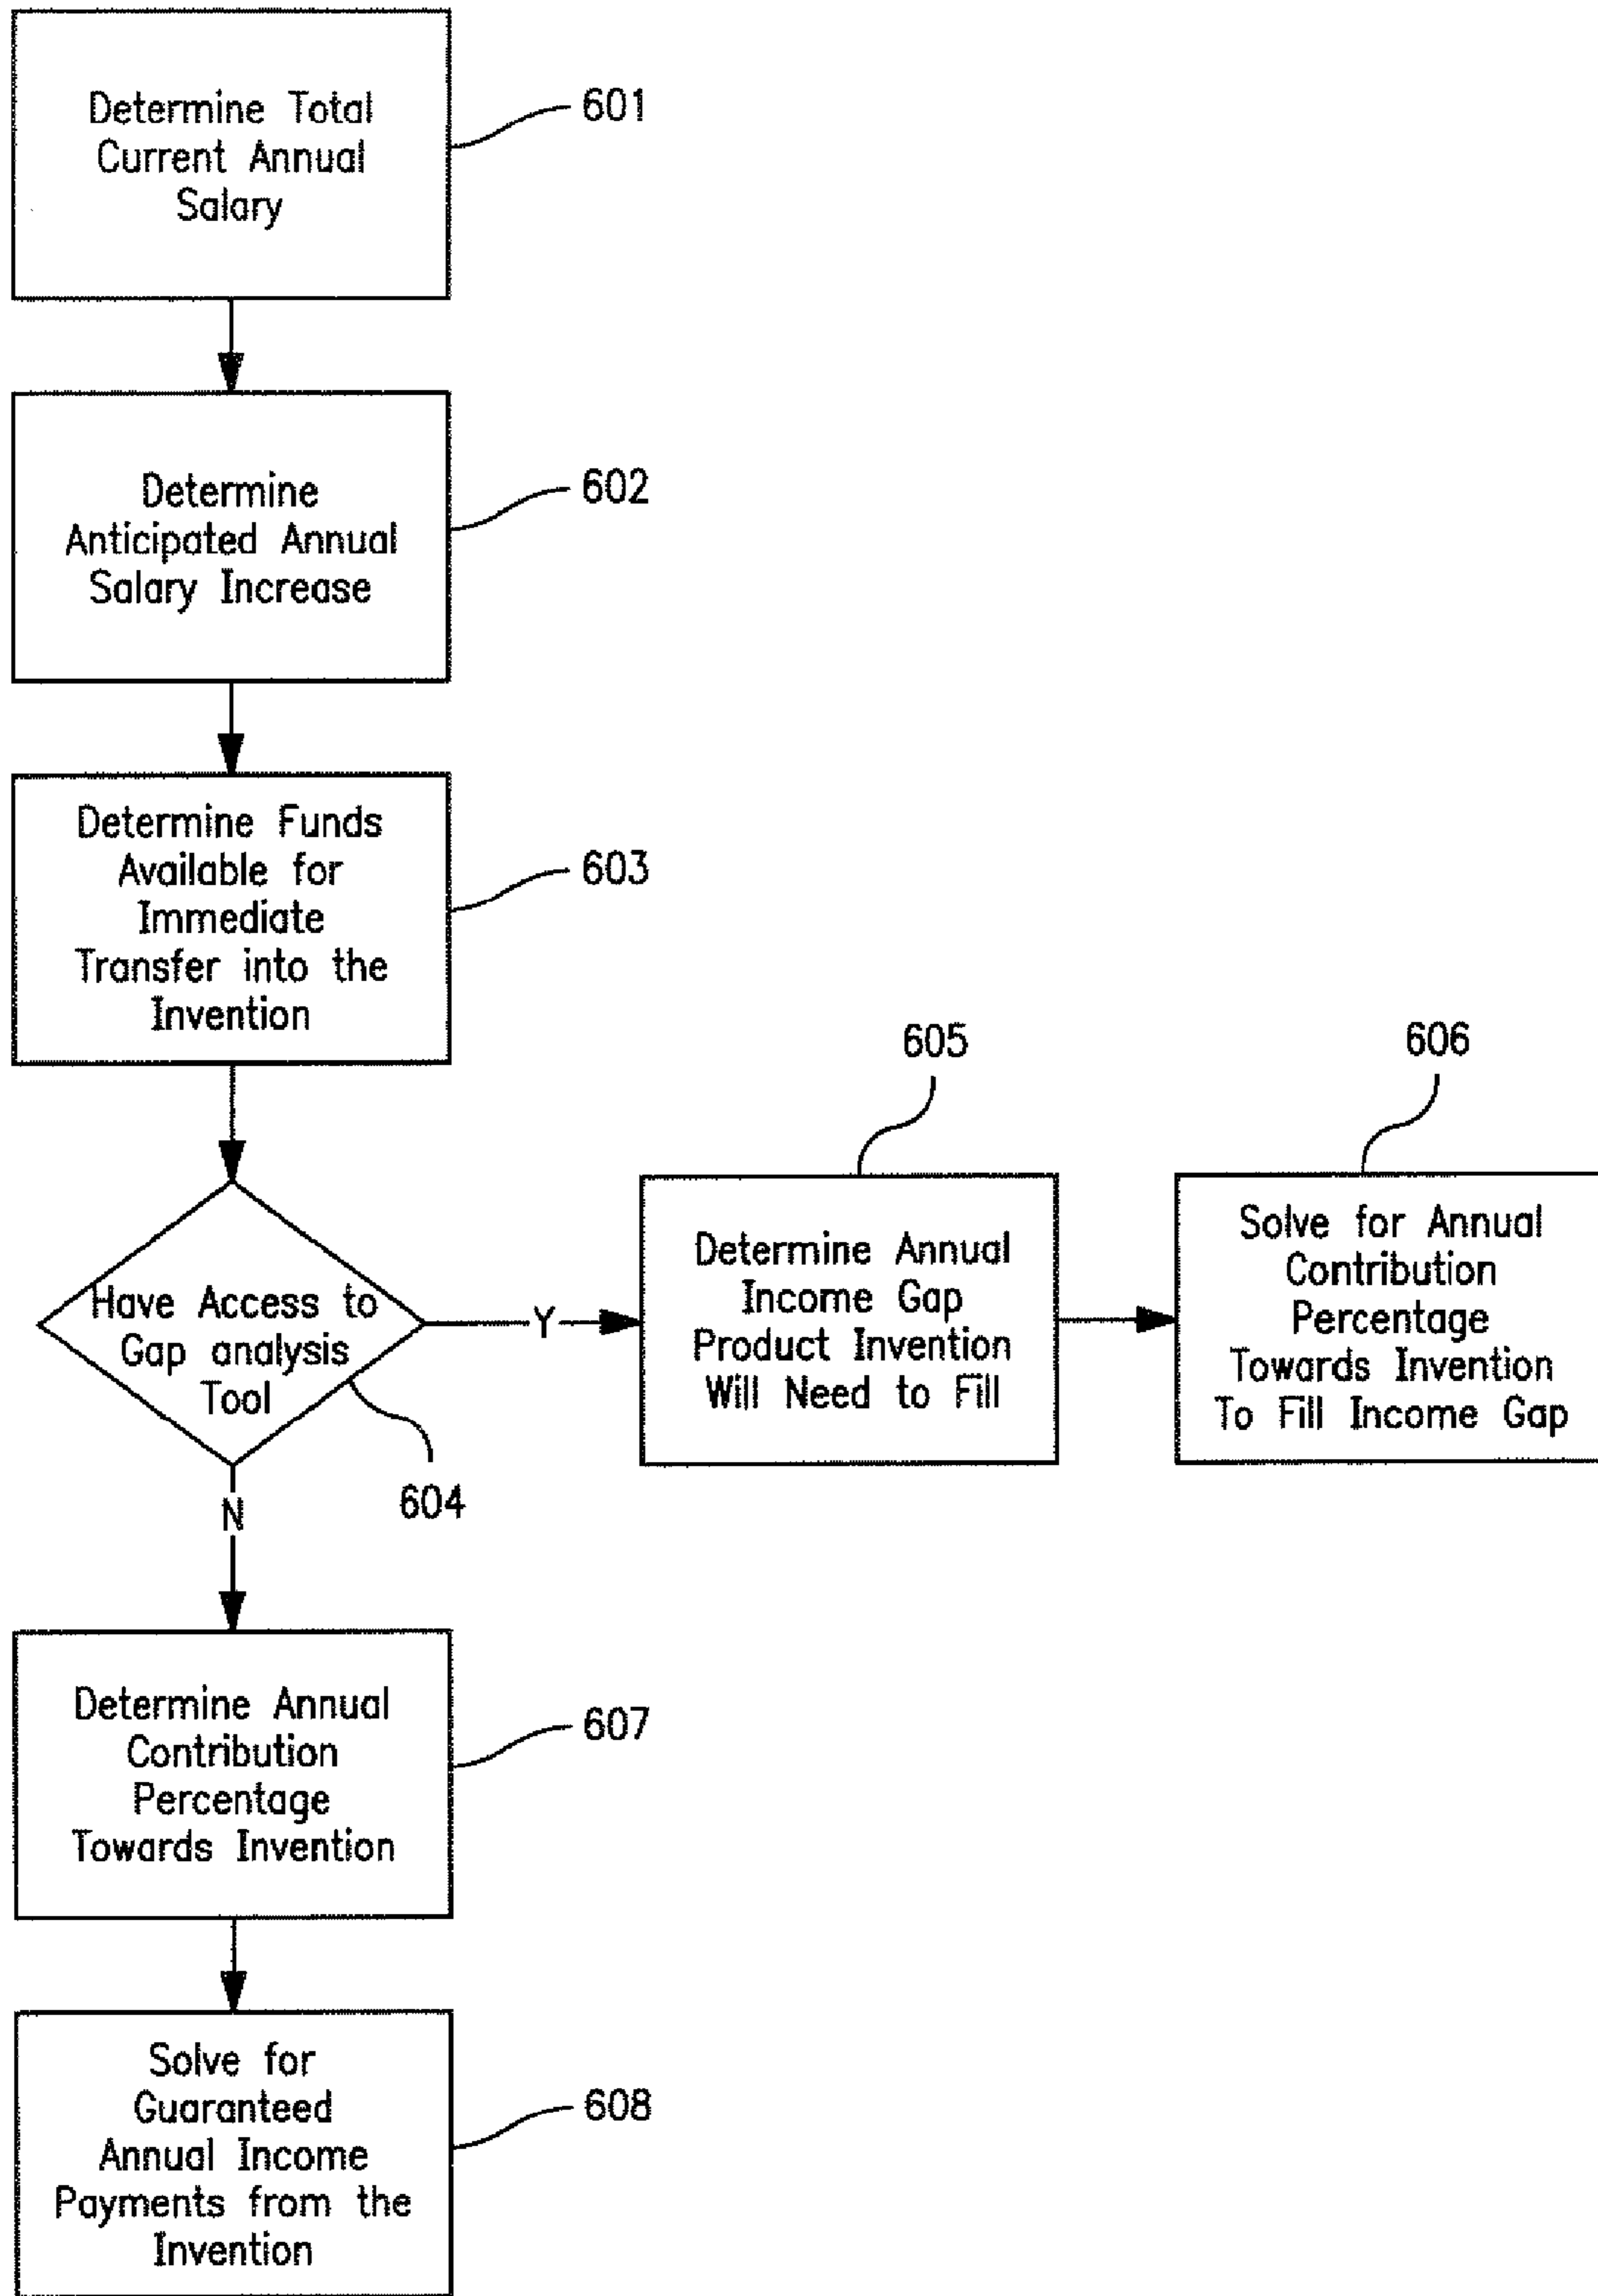 Determine Total
Current Annual
Salary
601
Determine
Anticipated Annual
Salary Increase
602
Determine Funds
Available for
Immediate
Transfer into the
Invention
603
Have Access to
Gap analysis
Tool
604
Y
N
605
Determine Annual
Income Gap
Product Invention
Will Need to Fill
606
Solve for Annual
Contribution
Percentage
Towards Invention
To Fill Income Gap
Determine Annual
Contribution
Percentage
Towards Invention
607
Solve for
Guaranteed
Annual Income
Payments from the
Invention
608